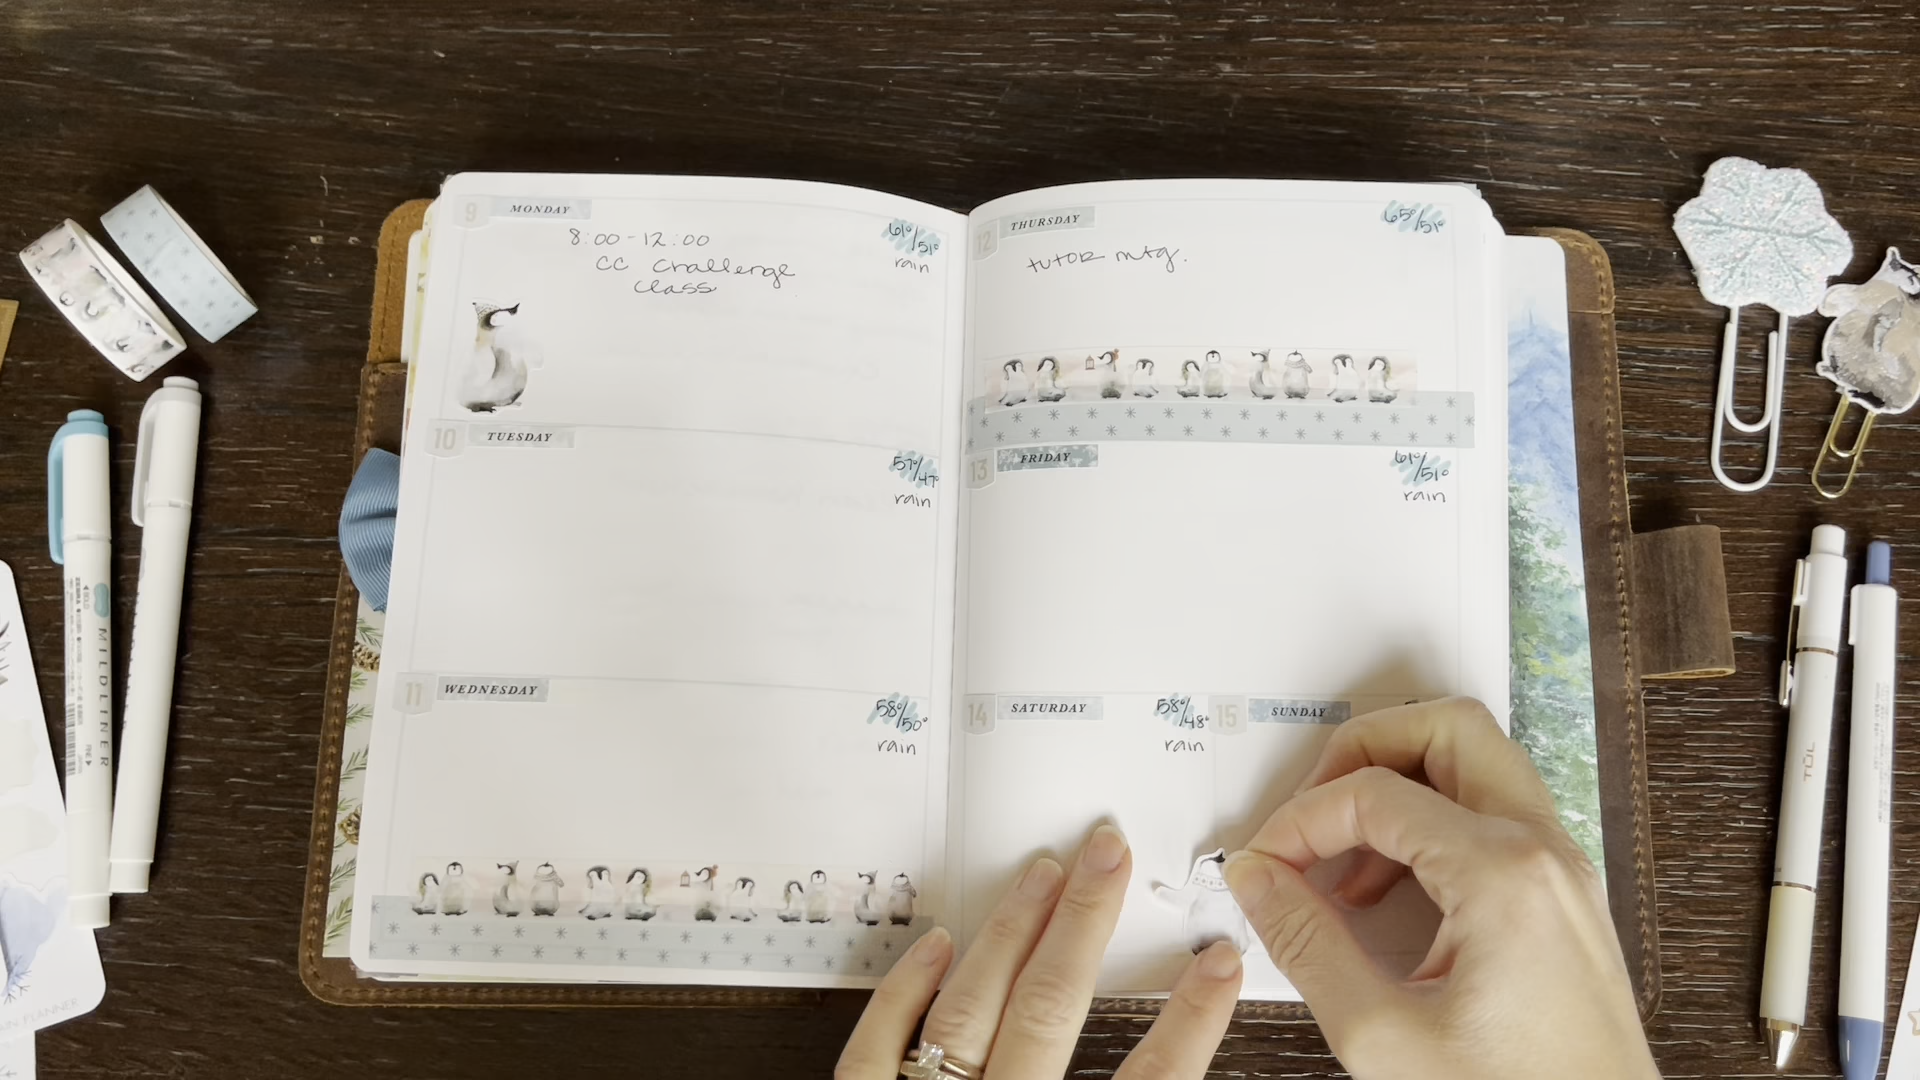 9 MONDAY
61°/51°
rain
8:00-12:00
CC Challenge
class
10 TUESDAY
57°/47°
rain
11 WEDNESDAY
58°/50°
rain
12 THURSDAY
65°/51°
tutor mtg.
13 FRIDAY
61°/51°
rain
14 SATURDAY
58°/48°
rain
15 SUNDAY
MILDLINER
TUL
PLANNER